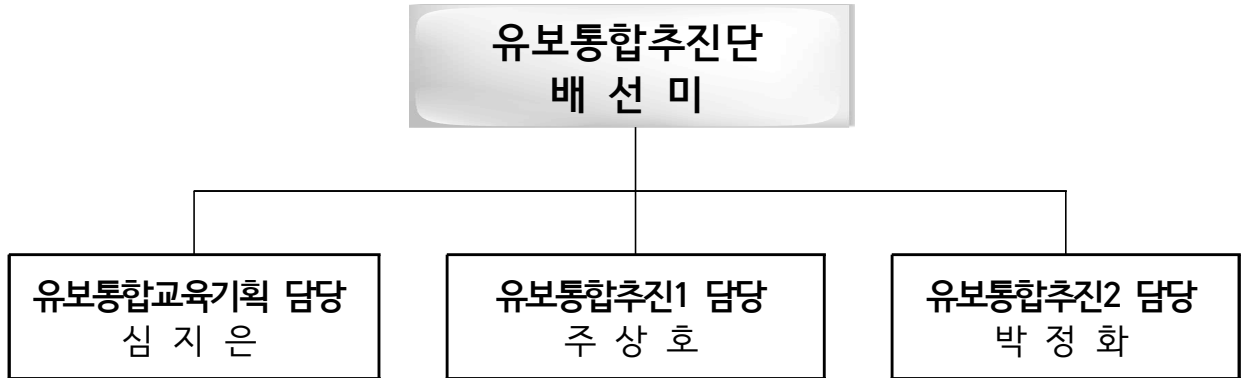 유보통합추진단
배 선 미
유보통합교육기획 담당
심 지 은
유보통합추진1 담당
주 상 호
유보통합추진2 담당
박 정 화